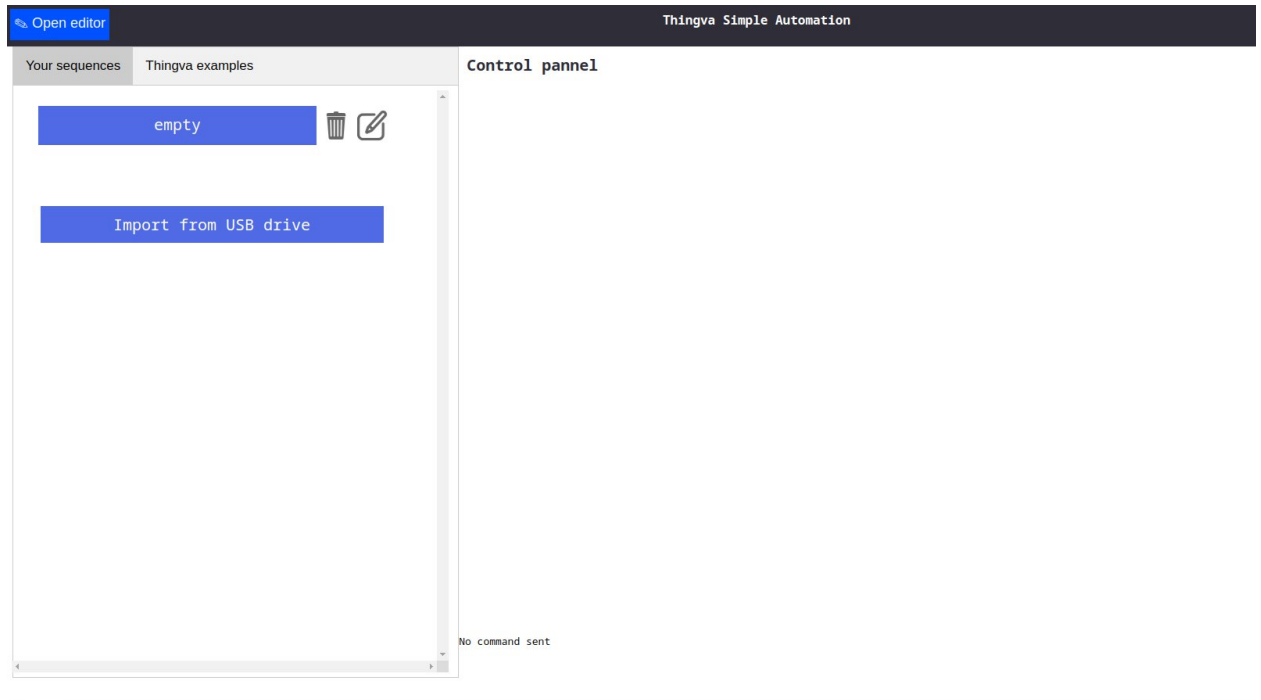 Open editor
Thingva Simple Automation
Your sequences
Thingva examples
Control pannel
empty
Import from USB drive
No command sent